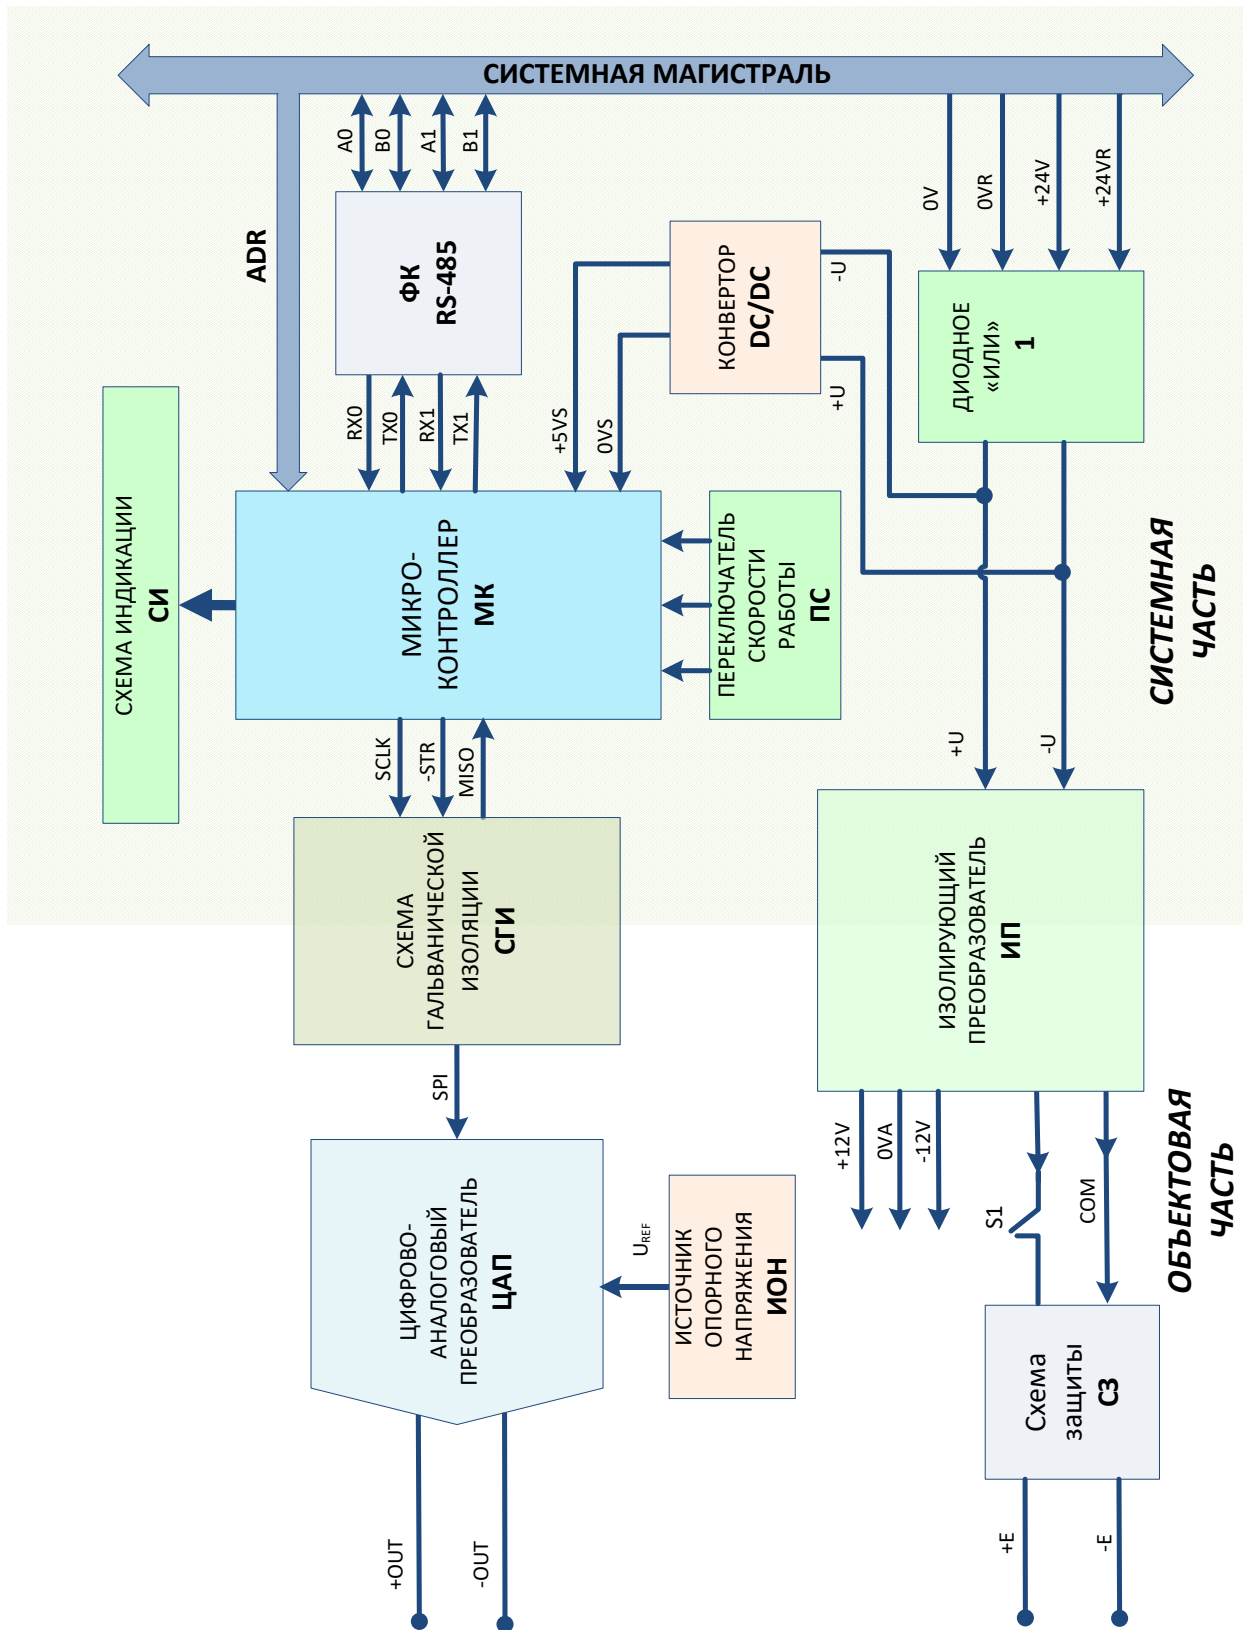 СИСТЕМНАЯ МАГИСТРАЛЬ
ADR
A0
B0
A1
B1
0V
0VR
+24V
+24VR
ФК
RS-485
КОНВЕРТОР
DC/DC
ДИОДНОЕ
«ИЛИ»
1
-U
+U
RX0
TX0
RX1
TX1
+5VS
0VS
СХЕМА ИНДИКАЦИИ
СИ
МИКРО-
КОНТРОЛЛЕР
МК
ПЕРЕКЛЮЧАТЕЛЬ
СКОРОСТИ
РАБОТЫ
ПС
СИСТЕМНАЯ
ЧАСТЬ
SCLK
-STR
MISO
+U
-U
СХЕМА
ГАЛЬВАНИЧЕСКОЙ
ИЗОЛЯЦИИ
СГИ
ИЗОЛИРУЮЩИЙ
ПРЕОБРАЗОВАТЕЛЬ
ИП
SPI
+12V
0VA
-12V
S1
COM
ОБЪЕКТОВАЯ
ЧАСТЬ
ЦИФРОВО-
АНАЛОГОВЫЙ
ПРЕОБРАЗОВАТЕЛЬ
ЦАП
UREF
ИСТОЧНИК
ОПОРНОГО
НАПРЯЖЕНИЯ
ИОН
Схема
защиты
СЗ
+OUT
-OUT
+E
-E